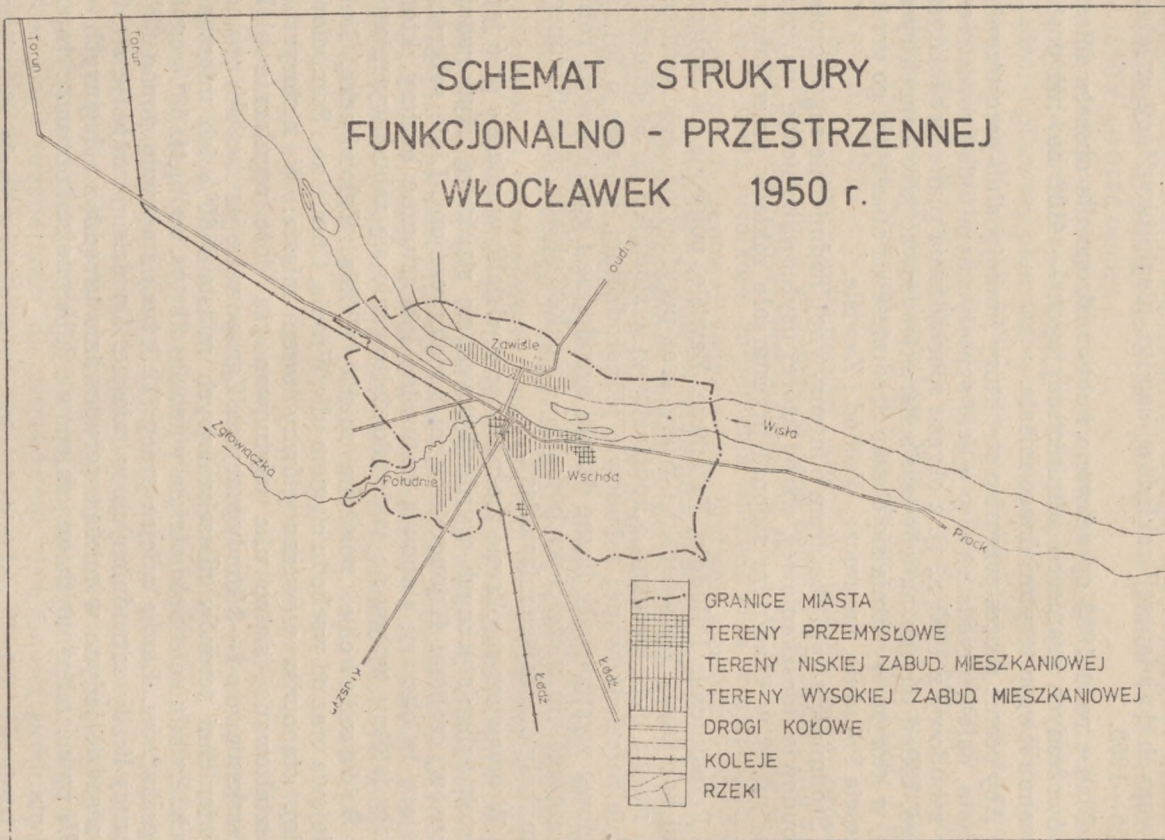 SCHEMAT STRUKTURY
FUNKCJONALNO - PRZESTRZENNEJ
WŁOCŁAWEK 1950 r.
Toruń
Toruń
Lipno
Zawiśle
Wisła
Zgłowiączka
Południe
Wschód
Płock
Kruszyn
Łódź
Łódź
GRANICE MIASTA
TERENY PRZEMYSŁOWE
TERENY NISKIEJ ZABUD. MIESZKANIOWEJ
TERENY WYSOKIEJ ZABUD. MIESZKANIOWEJ
DROGI KOŁOWE
KOLEJE
RZEKI